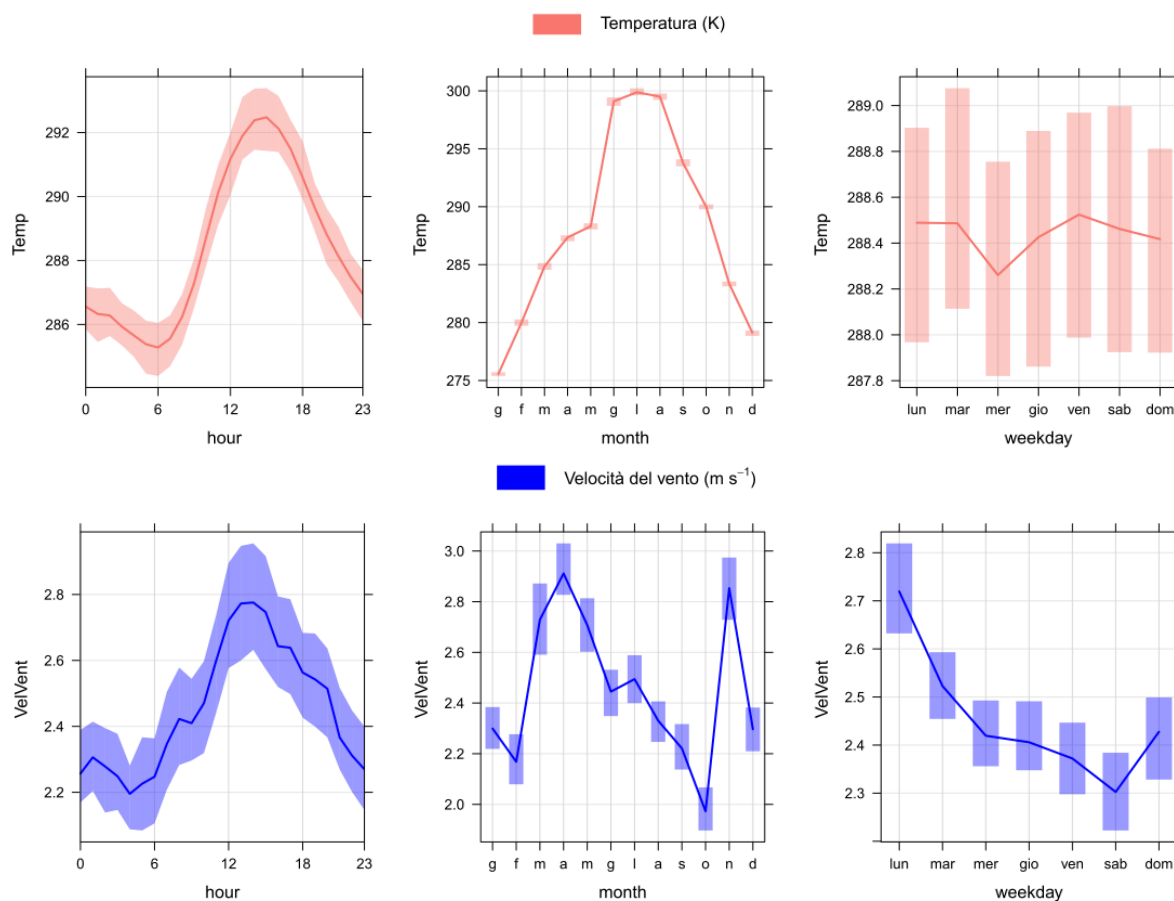 Temperatura (K)
Temp
292
290
288
286
0 6 12 18 23
hour
Temp
300
295
290
285
280
275
g f m a m g l a s o n d
month
Temp
289.0
288.8
288.6
288.4
288.2
288.0
287.8
lun mar mer gio ven sab dom
weekday
Velocità del vento (m s⁻¹)
VelVent
2.8
2.6
2.4
2.2
0 6 12 18 23
hour
VelVent
3.0
2.8
2.6
2.4
2.2
2.0
g f m a m g l a s o n d
month
VelVent
2.8
2.7
2.6
2.5
2.4
2.3
lun mar mer gio ven sab dom
weekday